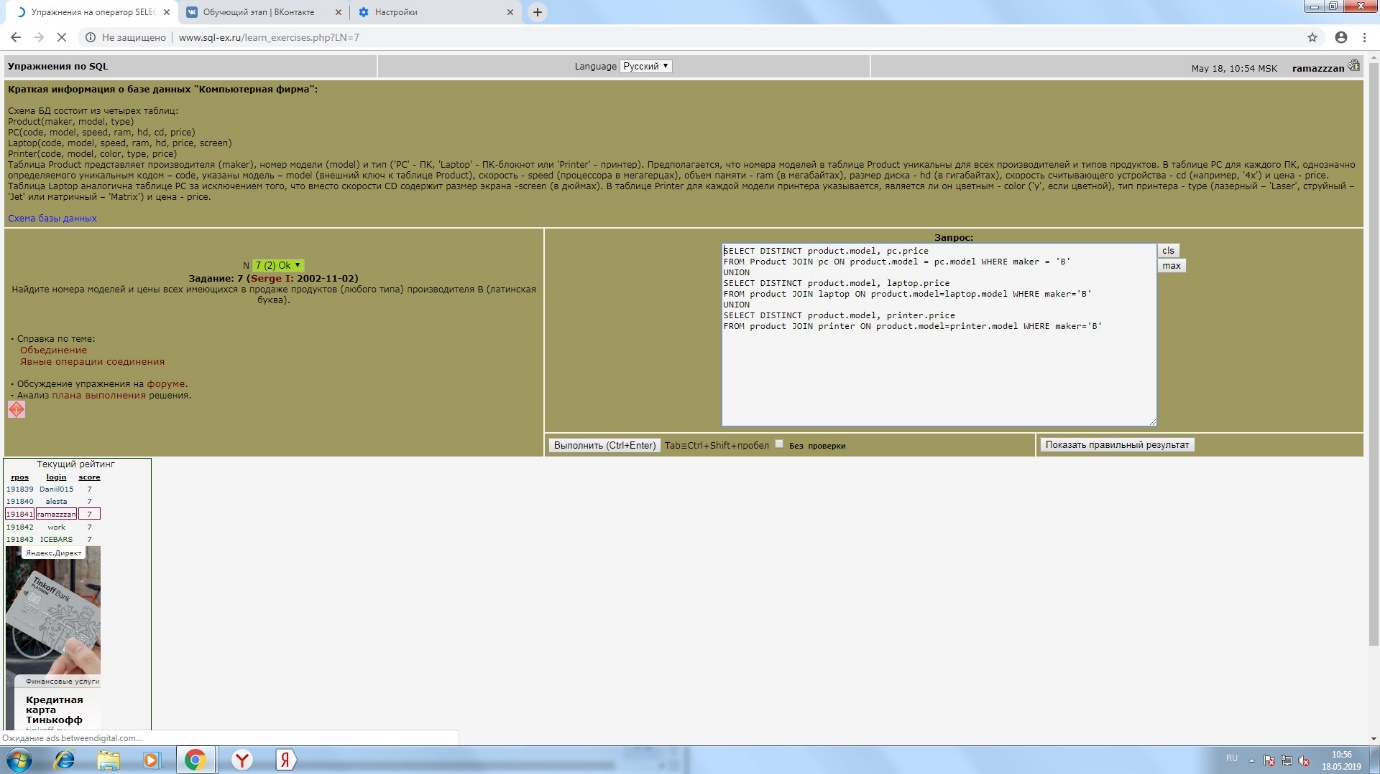 Упражнения на оператор SELEC
Обучающий этап | ВКонтакте
Настройки
Не защищено | www.sql-ex.ru/learn_exercises.php?LN=7
Упражнения по SQL
Language Русский
May 18, 10:54 MSK ramazzzan
Краткая информация о базе данных "Компьютерная фирма":
Схема БД состоит из четырех таблиц:
Product(maker, model, type)
PC(code, model, speed, ram, hd, cd, price)
Laptop(code, model, speed, ram, hd, price, screen)
Printer(code, model, color, type, price)
Таблица Product представляет производителя (maker), номер модели (model) и тип ('PC' - ПК, 'Laptop' - ПК-блокнот или 'Printer' - принтер). Предполагается, что номера моделей в таблице Product уникальны для всех производителей и типов продуктов. В таблице PC для каждого ПК, однозначно
определяемого уникальным кодом – code, указаны модель – model (внешний ключ к таблице Product), скорость - speed (процессора в мегагерцах), объем памяти - ram (в мегабайтах), размер диска - hd (в гигабайтах), скорость считывающего устройства - cd (например, '4x') и цена - price.
Таблица Laptop аналогична таблице РС за исключением того, что вместо скорости CD содержит размер экрана -screen (в дюймах). В таблице Printer для каждой модели принтера указывается, является ли он цветным - color ('y', если цветной), тип принтера - type (лазерный – 'Laser', струйный –
'Jet' или матричный – 'Matrix') и цена - price.
Схема базы данных
N 7 (2) Ok
Задание: 7 (Serge I: 2002-11-02)
Найдите номера моделей и цены всех имеющихся в продаже продуктов (любого типа) производителя B (латинская
буква).
· Справка по теме:
Объединение
Явные операции соединения
· Обсуждение упражнения на форуме.
· Анализ плана выполнения решения.
Запрос:
SELECT DISTINCT product.model, pc.price
FROM Product JOIN pc ON product.model = pc.model WHERE maker = 'B'
UNION
SELECT DISTINCT product.model, laptop.price
FROM product JOIN laptop ON product.model=laptop.model WHERE maker='B'
UNION
SELECT DISTINCT product.model, printer.price
FROM product JOIN printer ON product.model=printer.model WHERE maker='B'
cls
max
Выполнить (Ctrl+Enter) Tab≡Ctrl+Shift+пробел Без проверки
Показать правильный результат
Текущий рейтинг
rpos login score
191839 Daniil015 7
191840 alesta 7
191841 ramazzzan 7
191842 work 7
191843 ICEBARS 7
Яндекс.Директ
Tinkoff Bank
PLATINUM
Финансовые услуги
Кредитная
карта
Тинькофф
tinkoff.ru
Ожидание ads.betweendigital.com...
RU
10:56
18.05.2019